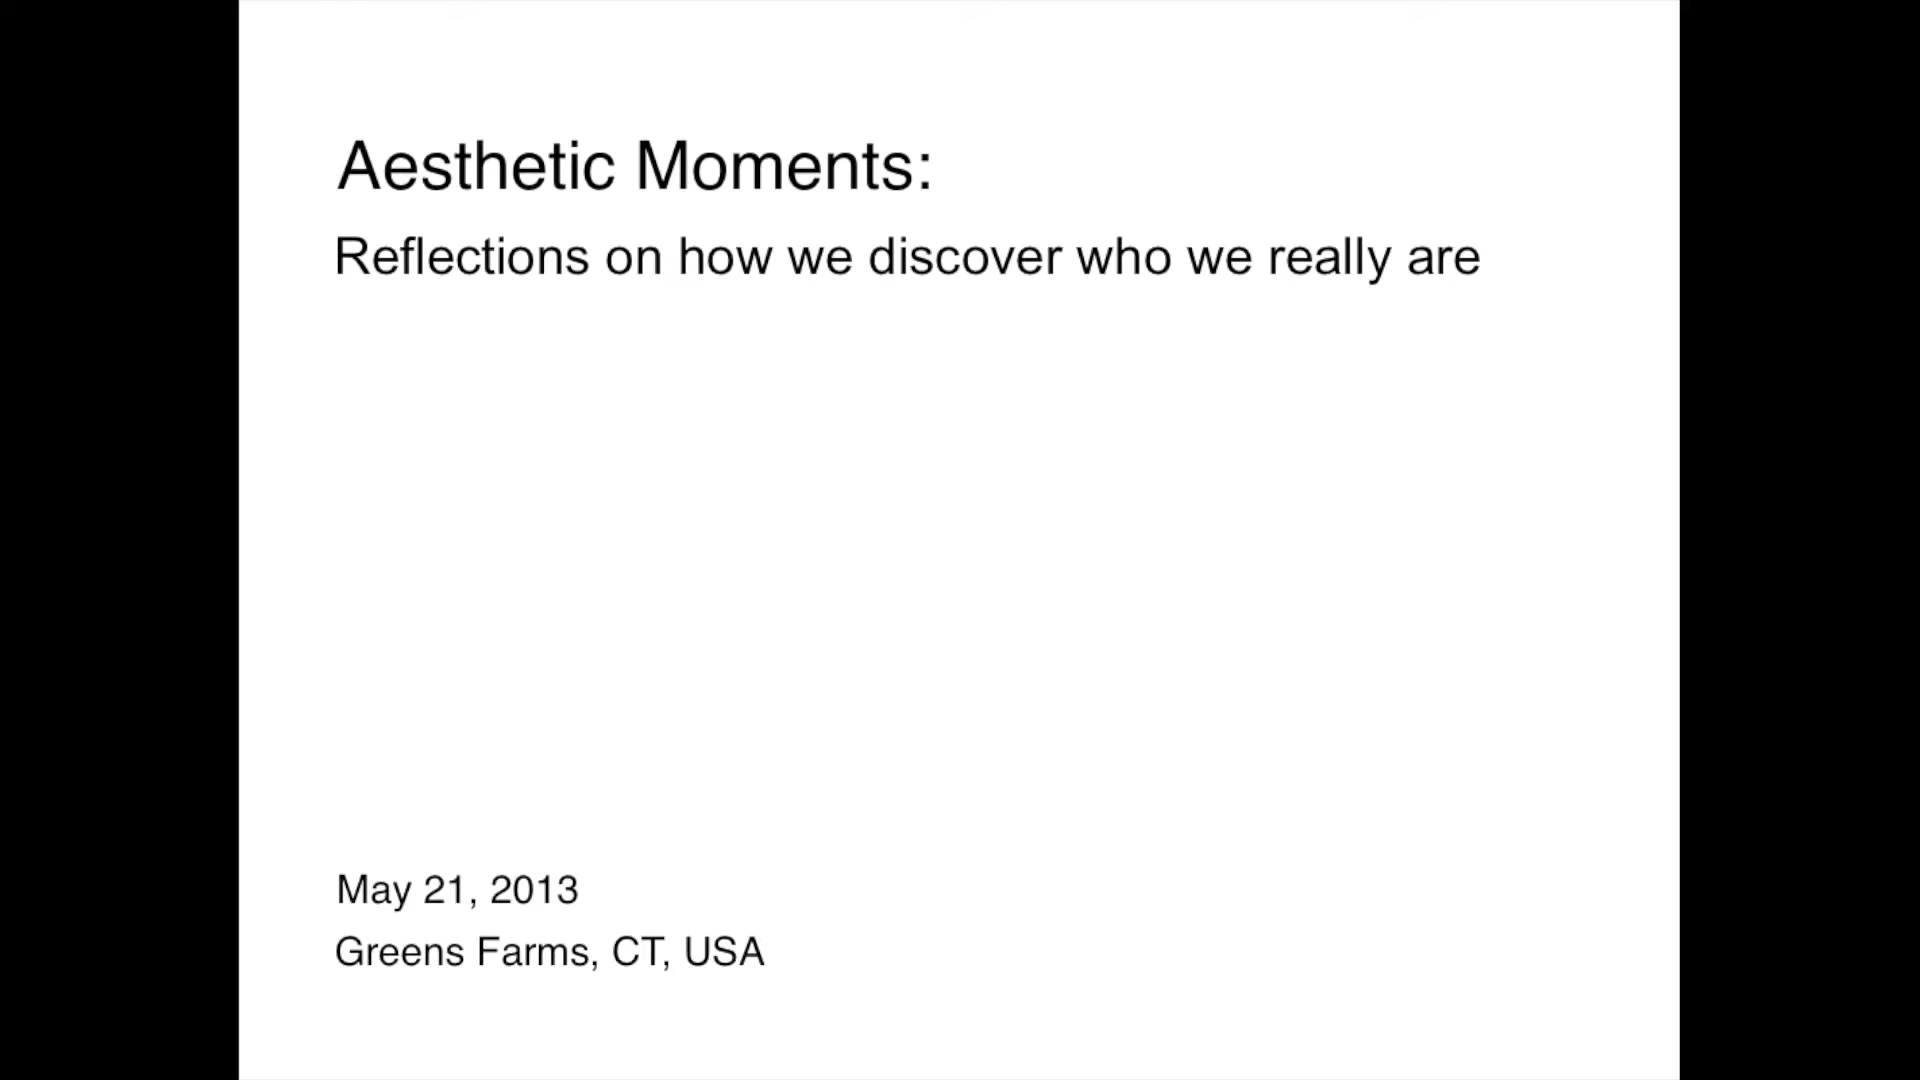 Aesthetic Moments:
Reflections on how we discover who we really are
May 21, 2013
Greens Farms, CT, USA